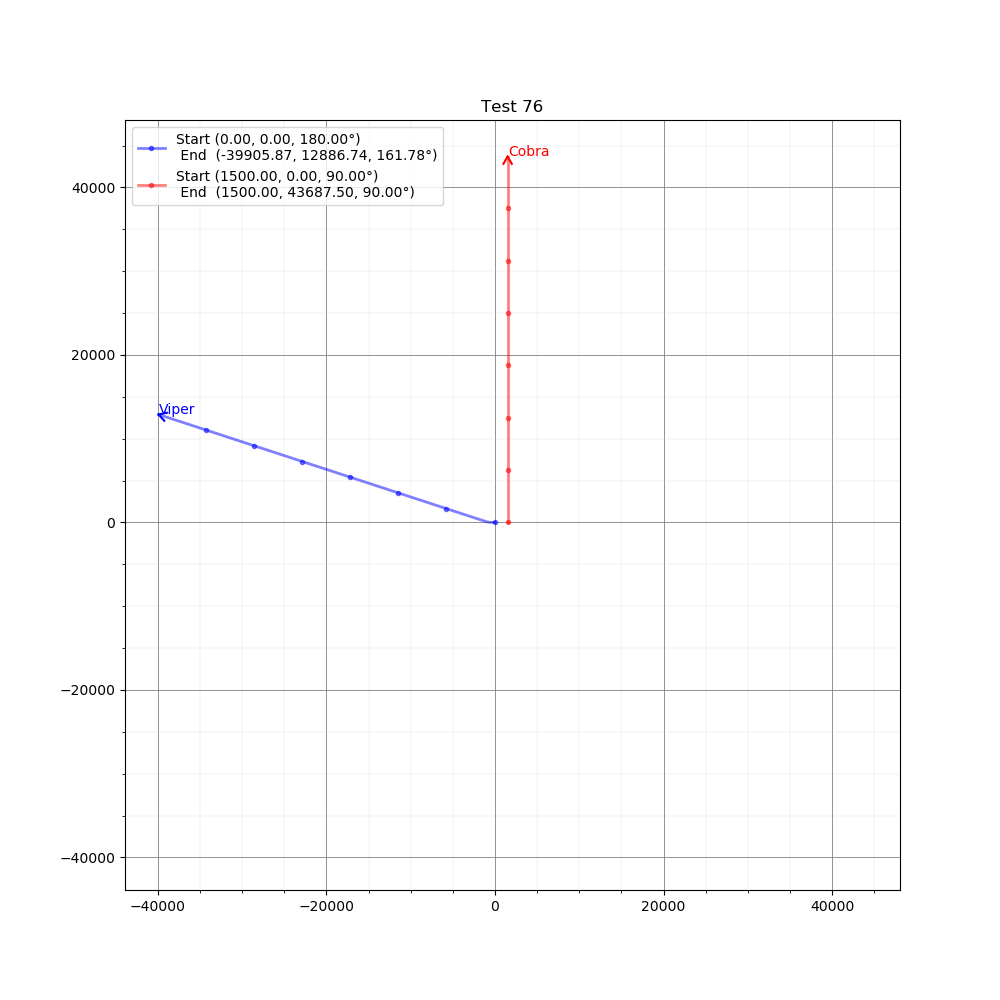 Test 76
Start (0.00, 0.00, 180.00°)
End (-39905.87, 12886.74, 161.78°)
Start (1500.00, 0.00, 90.00°)
End (1500.00, 43687.50, 90.00°)
Cobra
Viper
40000
20000
0
−20000
−40000
−40000
−20000
0
20000
40000